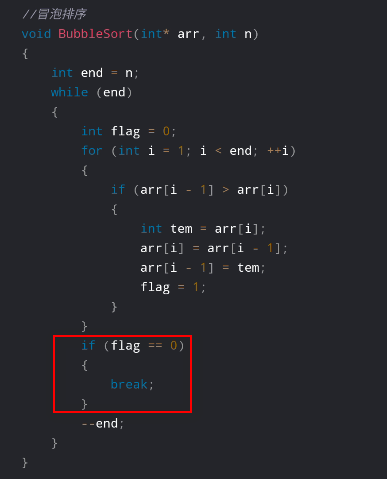 //冒泡排序
void BubbleSort(int* arr, int n)
{
    int end = n;
    while (end)
    {
        int flag = 0;
        for (int i = 1; i < end; ++i)
        {
            if (arr[i - 1] > arr[i])
            {
                int tem = arr[i];
                arr[i] = arr[i - 1];
                arr[i - 1] = tem;
                flag = 1;
            }
        }
        if (flag == 0)
        {
            break;
        }
        --end;
    }
}